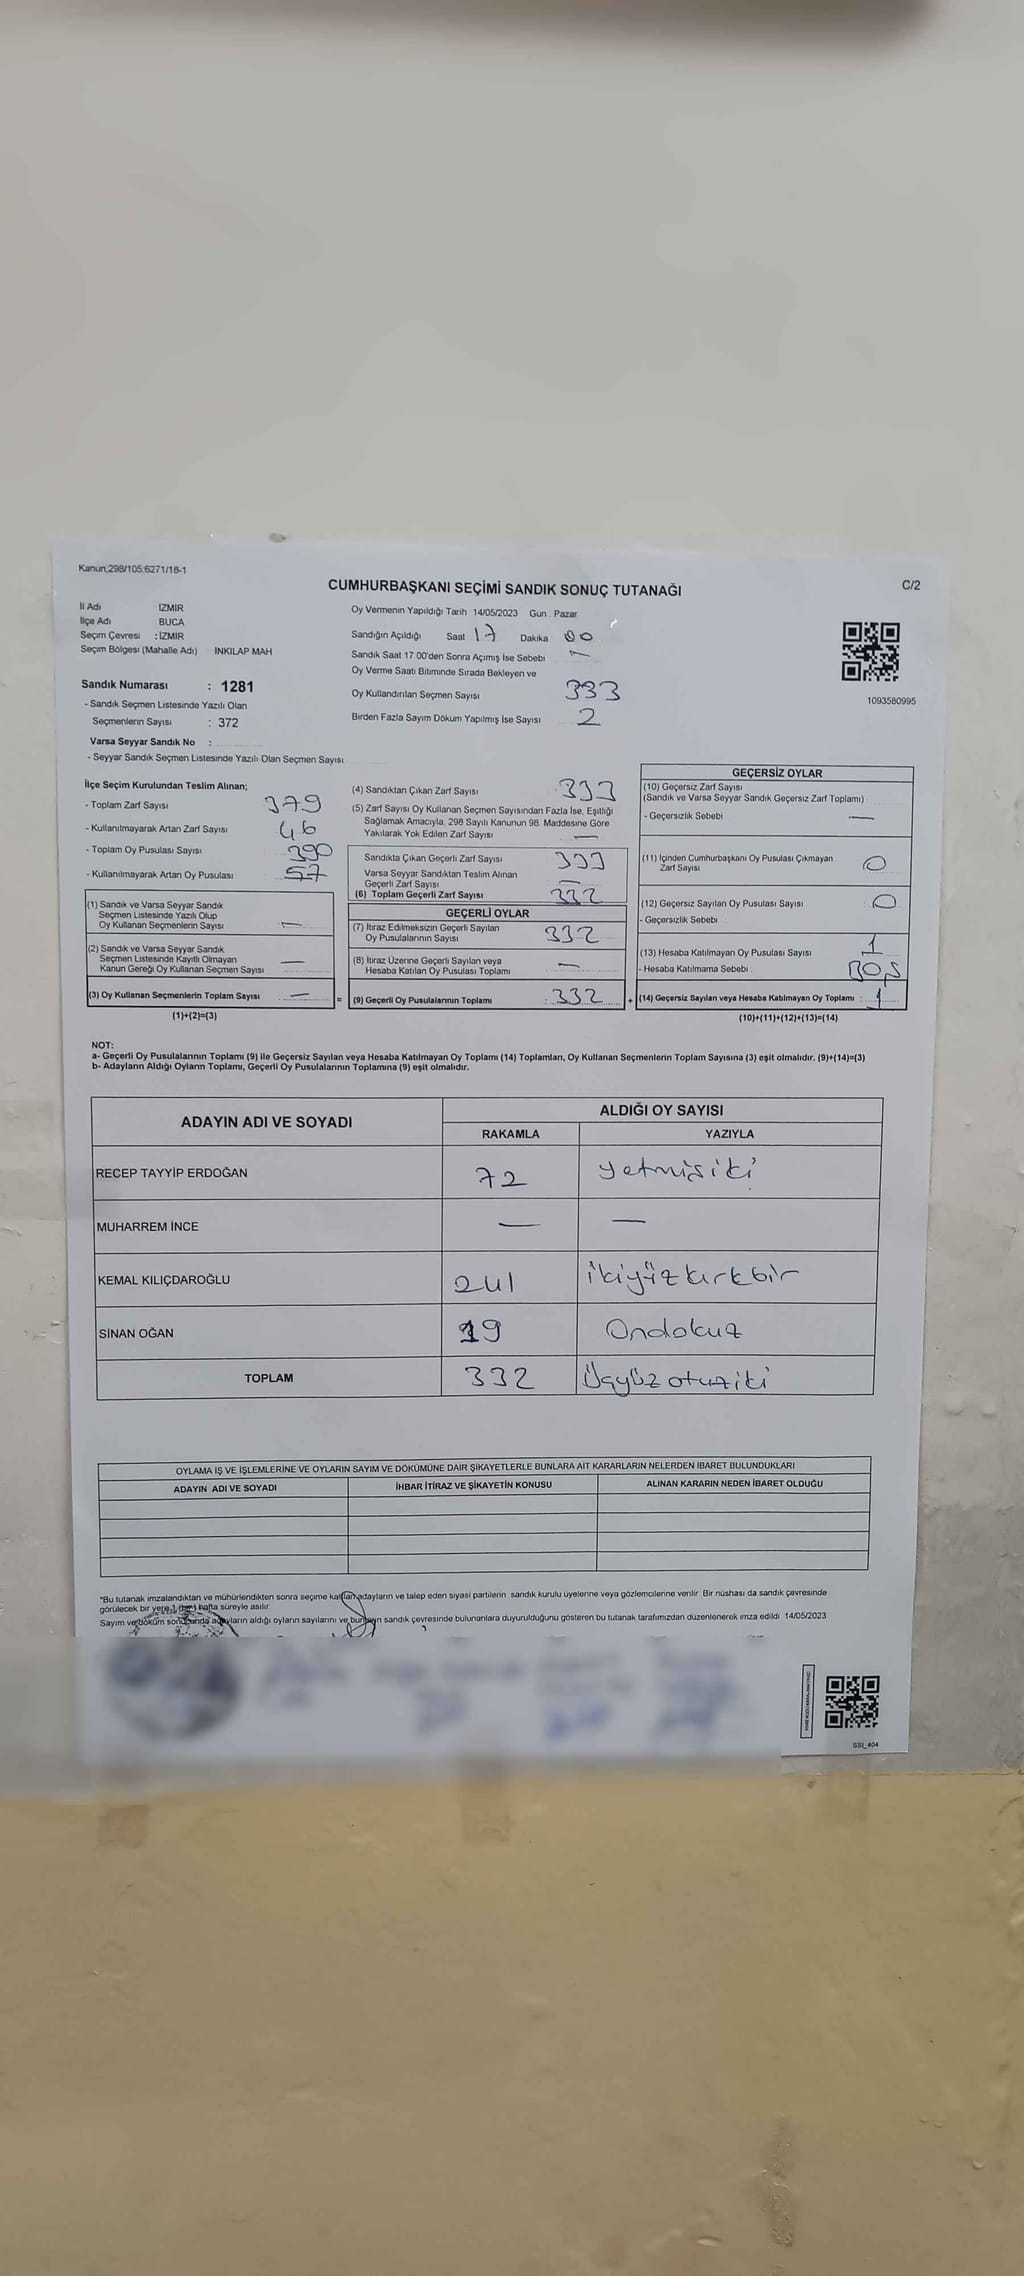 Kanun,298/105;6271/18-1
C/2
CUMHURBAŞKANI SEÇİMİ SANDIK SONUÇ TUTANAĞI
İl Adı İZMİR
İlçe Adı BUCA
Seçim Çevresi : İZMİR
Seçim Bölgesi (Mahalle Adı) İNKILAP MAH
Sandık Numarası : 1281
- Sandık Seçmen Listesinde Yazılı Olan
Seçmenlerin Sayısı : 372
Varsa Seyyar Sandık No :
- Seyyar Sandık Seçmen Listesinde Yazılı Olan Seçmen Sayısı
Oy Vermenin Yapıldığı Tarih 14/05/2023 Gün . Pazar
Sandığın Açıldığı Saat 17 Dakika 00
Sandık Saat 17:00'den Sonra Açımış İse Sebebi —
Oy Verme Saati Bitiminde Sırada Bekleyen ve
Oy Kullandırılan Seçmen Sayısı 333
Birden Fazla Sayım Döküm Yapılmış İse Sayısı 2
1093580995
İlçe Seçim Kurulundan Teslim Alınan;
- Toplam Zarf Sayısı 379
- Kullanılmayarak Artan Zarf Sayısı 46
- Toplam Oy Pusulası Sayısı 390
- Kullanılmayarak Artan Oy Pusulası 57
(1) Sandık ve Varsa Seyyar Sandık
Seçmen Listesinde Yazılı Olup
Oy Kullanan Seçmenlerin Sayısı —
(2) Sandık ve Varsa Seyyar Sandık
Seçmen Listesinde Kayıtlı Olmayan
Kanun Gereği Oy Kullanan Seçmen Sayısı —
(3) Oy Kullanan Seçmenlerin Toplam Sayısı —
(1)+(2)=(3)
=
(4) Sandıktan Çıkan Zarf Sayısı 333
(5) Zarf Sayısı Oy Kullanan Seçmen Sayısından Fazla İse, Eşitliği
Sağlamak Amacıyla, 298 Sayılı Kanunun 98. Maddesine Göre
Yakılarak Yok Edilen Zarf Sayısı —
Sandıkta Çıkan Geçerli Zarf Sayısı 333
Varsa Seyyar Sandıktan Teslim Alınan
Geçerli Zarf Sayısı —
(6) Toplam Geçerli Zarf Sayısı 332
GEÇERLİ OYLAR
(7) İtiraz Edilmeksizin Geçerli Sayılan
Oy Pusulalarının Sayısı 332
(8) İtiraz Üzerine Geçerli Sayılan veya
Hesaba Katılan Oy Pusulası Toplamı —
(9) Geçerli Oy Pusulalarının Toplamı : 332
+
GEÇERSİZ OYLAR
(10) Geçersiz Zarf Sayısı
(Sandık ve Varsa Seyyar Sandık Geçersiz Zarf Toplamı)
- Geçersizlik Sebebi —
(11) İçinden Cumhurbaşkanı Oy Pusulası Çıkmayan
Zarf Sayısı 0
(12) Geçersiz Sayılan Oy Pusulası Sayısı 0
- Geçersizlik Sebebi
(13) Hesaba Katılmayan Oy Pusulası Sayısı 1
- Hesaba Katılmama Sebebi : BOŞ
(14) Geçersiz Sayılan veya Hesaba Katılmayan Oy Toplamı : 1
(10)+(11)+(12)+(13)=(14)
NOT:
a- Geçerli Oy Pusulalarının Toplamı (9) ile Geçersiz Sayılan veya Hesaba Katılmayan Oy Toplamı (14) Toplamları, Oy Kullanan Seçmenlerin Toplam Sayısına (3) eşit olmalıdır. (9)+(14)=(3)
b- Adayların Aldığı Oyların Toplamı, Geçerli Oy Pusulalarının Toplamına (9) eşit olmalıdır.
ADAYIN ADI VE SOYADI ALDIĞI OY SAYISI
RAKAMLA YAZIYLA
RECEP TAYYİP ERDOĞAN 72 yetmişiki
MUHARREM İNCE — —
KEMAL KILIÇDAROĞLU 241 ikiyüzkırkbir
SİNAN OĞAN 19 Ondokuz
TOPLAM 332 Üçyüzotuziki
OYLAMA İŞ VE İŞLEMLERİNE VE OYLARIN SAYIM VE DÖKÜMÜNE DAİR ŞİKAYETLERLE BUNLARA AİT KARARLARIN NELERDEN İBARET BULUNDUKLARI
ADAYIN ADI VE SOYADI İHBAR İTİRAZ VE ŞİKAYETİN KONUSU ALINAN KARARIN NEDEN İBARET OLDUĞU
*Bu tutanak imzalandıktan ve mühürlendikten sonra seçime katılan adayların ve talep eden siyasi partilerin sandık kurulu üyelerine veya gözlemcilerine verilir. Bir nüshası da sandık çevresinde
görülecek bir yere 1 (bir) hafta süreyle asılır.
Sayım ve döküm sonucunda adayların aldığı oyların sayılarını ve bunların sandık çevresinde bulunanlara duyurulduğunu gösteren bu tutanak tarafımızdan düzenlenerek imza edildi 14/05/2023
SSI_404